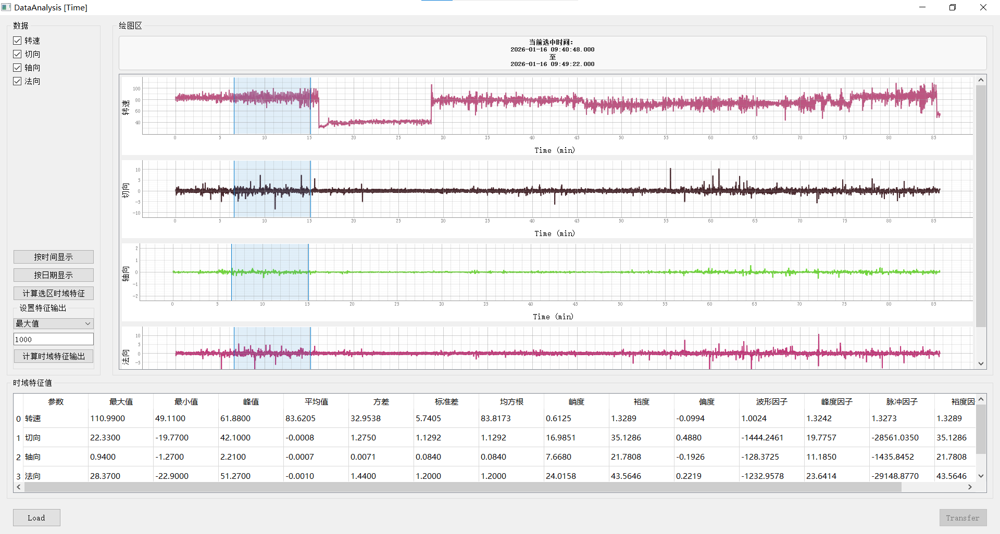 DataAnalysis [Time]
数据
转速
切向
轴向
法向
按时间显示
按日期显示
计算选区时域特征
设置特征输出
最大值
1000
计算时域特征输出
绘图区
当前选中时间:
2026-01-16 09:40:48.000
至
2026-01-16 09:49:22.000
转速
100
80
60
40
0 5 10 15 20 25 30 35 40 45 50 55 60 65 70 75 80 85
Time (min)
切向
10
5
0
-5
-10
0 5 10 15 20 25 30 35 40 45 50 55 60 65 70 75 80 85
Time (min)
轴向
2
1
0
-1
-2
0 5 10 15 20 25 30 35 40 45 50 55 60 65 70 75 80 85
Time (min)
法向
10
5
0
-5
时域特征值
参数 最大值 最小值 峰值 平均值 方差 标准差 均方根 峭度 裕度 偏度 波形因子 峰度因子 脉冲因子 裕度因
0 转速 110.9900 49.1100 61.8800 83.6205 32.9538 5.7405 83.8173 0.6125 1.3289 -0.0994 1.0024 1.3242 1.3273 1.3289
1 切向 22.3300 -19.7700 42.1000 -0.0008 1.2750 1.1292 1.1292 16.9851 35.1286 0.4880 -1444.2461 19.7757 -28561.0350 35.1286
2 轴向 0.9400 -1.2700 2.2100 -0.0007 0.0071 0.0840 0.0840 7.6680 21.7808 -0.1926 -128.3725 11.1850 -1435.8452 21.7808
3 法向 28.3700 -22.9000 51.2700 -0.0010 1.4400 1.2000 1.2000 24.0158 43.5646 0.2219 -1232.9578 23.6414 -29148.8770 43.5646
Load
Transfer